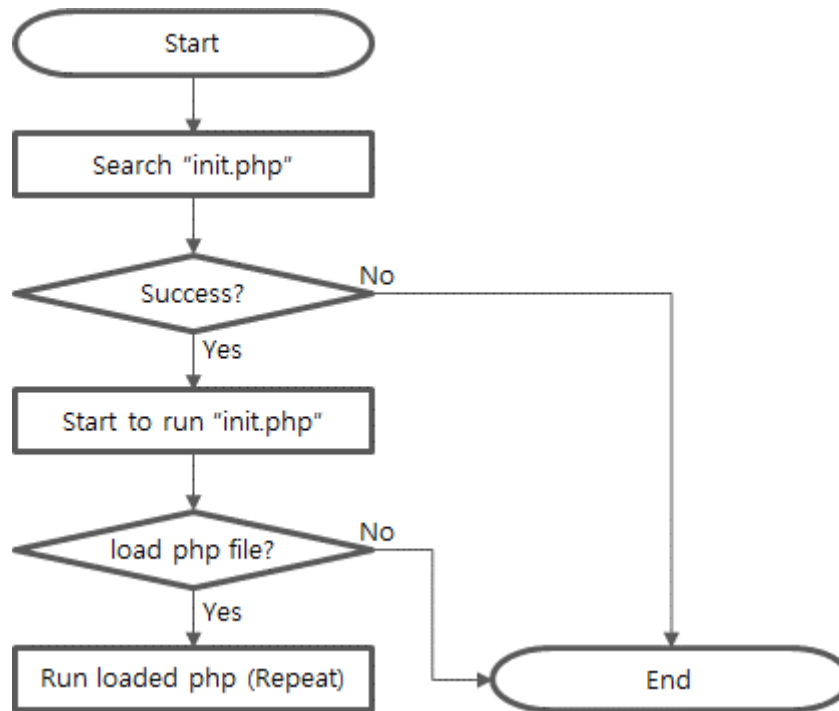 Start
Search "init.php"
Success?
No
Yes
Start to run "init.php"
load php file?
No
Yes
Run loaded php (Repeat)
End